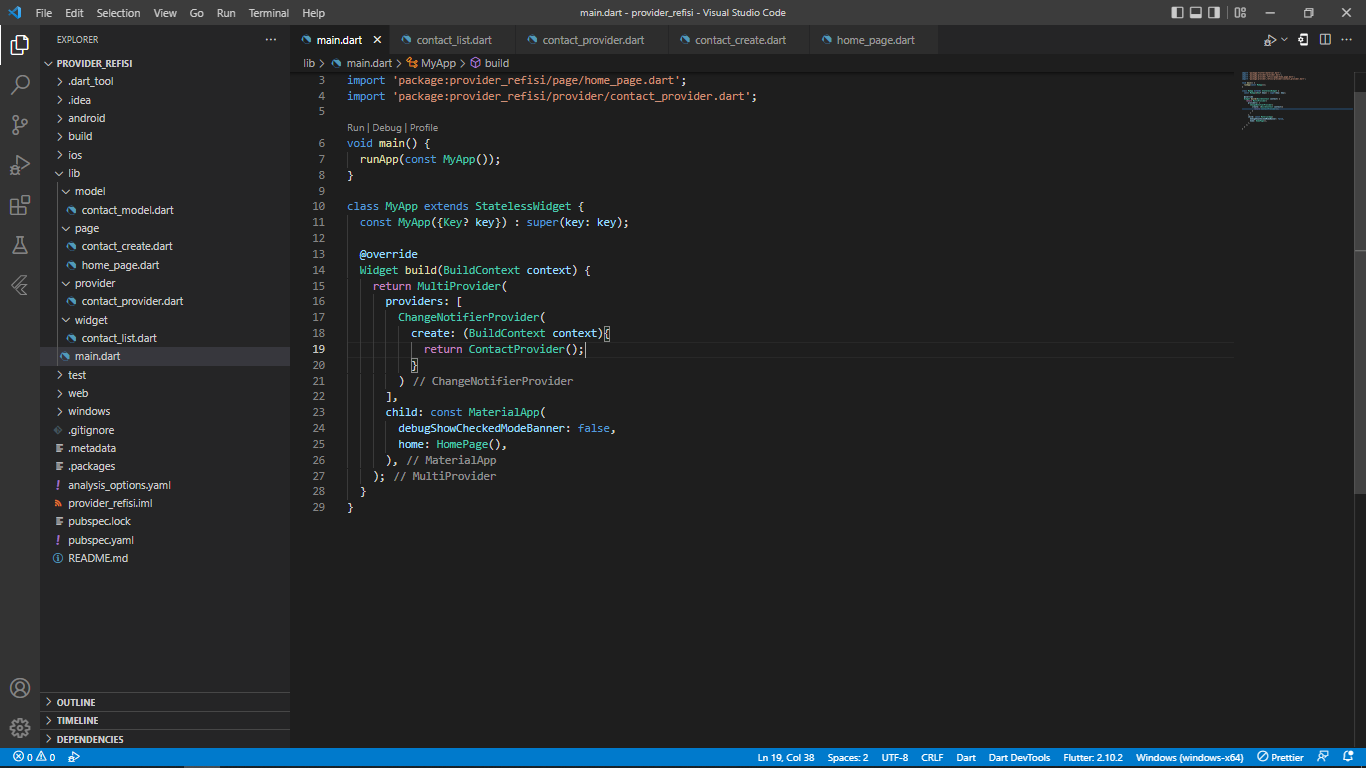 File Edit Selection View Go Run Terminal Help
main.dart - provider_refisi - Visual Studio Code
EXPLORER
PROVIDER_REFISI
.dart_tool
.idea
android
build
ios
lib
model
contact_model.dart
page
contact_create.dart
home_page.dart
provider
contact_provider.dart
widget
contact_list.dart
main.dart
test
web
windows
.gitignore
.metadata
.packages
analysis_options.yaml
provider_refisi.iml
pubspec.lock
pubspec.yaml
README.md
OUTLINE
TIMELINE
DEPENDENCIES
main.dart contact_list.dart contact_provider.dart contact_create.dart home_page.dart
lib > main.dart > MyApp > build
3 import 'package:provider_refisi/page/home_page.dart';
4 import 'package:provider_refisi/provider/contact_provider.dart';
5
Run | Debug | Profile
6 void main() {
7 runApp(const MyApp());
8 }
9
10 class MyApp extends StatelessWidget {
11 const MyApp({Key? key}) : super(key: key);
12
13 @override
14 Widget build(BuildContext context) {
15 return MultiProvider(
16 providers: [
17 ChangeNotifierProvider(
18 create: (BuildContext context){
19 return ContactProvider();
20 }
21 ) // ChangeNotifierProvider
22 ],
23 child: const MaterialApp(
24 debugShowCheckedModeBanner: false,
25 home: HomePage(),
26 ), // MaterialApp
27 ); // MultiProvider
28 }
29 }
0 0 Ln 19, Col 38 Spaces: 2 UTF-8 CRLF Dart Dart DevTools Flutter: 2.10.2 Windows (windows-x64) Prettier